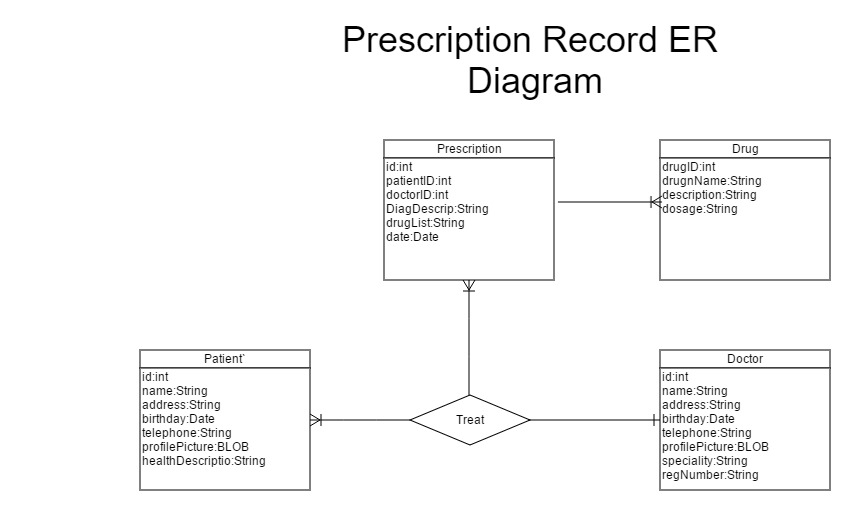 Prescription Record ER
Diagram
Prescription
id:int
patientID:int
doctorID:int
DiagDescrip:String
drugList:String
date:Date
Drug
drugID:int
drugnName:String
description:String
dosage:String
Patient`
id:int
name:String
address:String
birthday:Date
telephone:String
profilePicture:BLOB
healthDescriptio:String
Treat
Doctor
id:int
name:String
address:String
birthday:Date
telephone:String
profilePicture:BLOB
speciality:String
regNumber:String